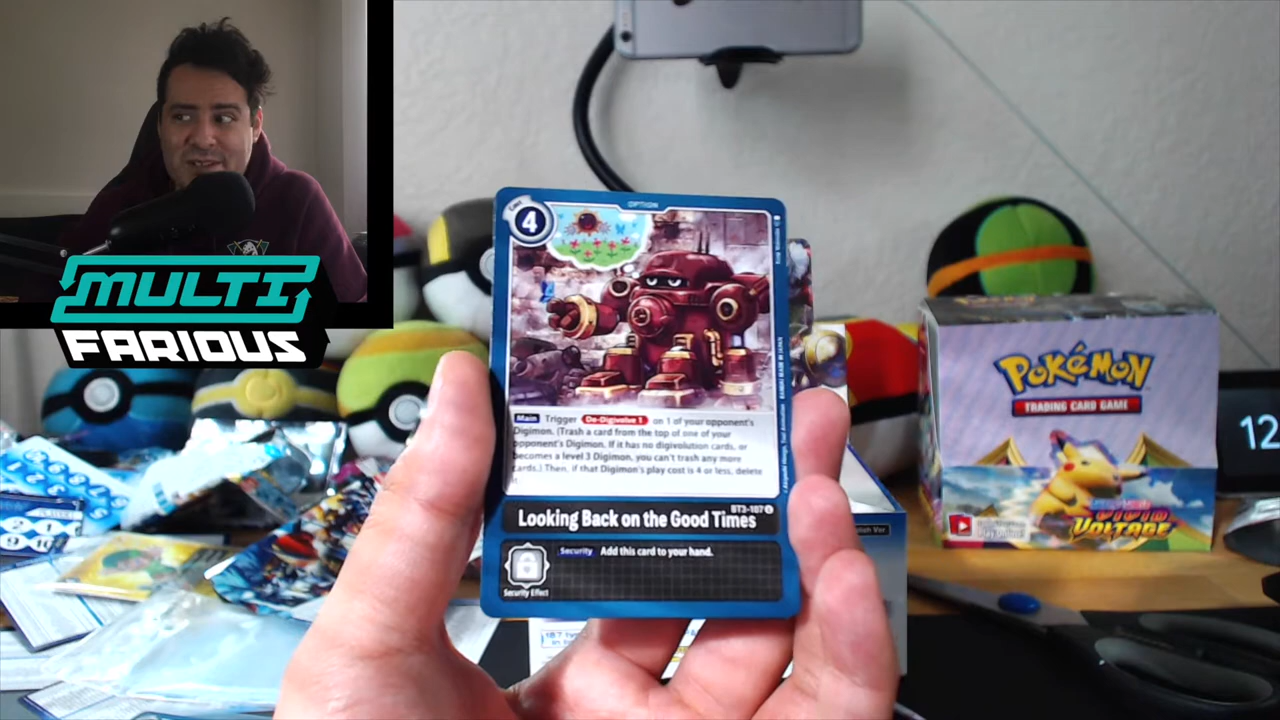 MULTI
FARIOUS
OPTION
4
Main Trigger De-Digivolve 1 on 1 of your opponent's
Digimon. (Trash a card from the top of one of your
opponent's Digimon. If it has no digivolution cards, or
becomes a level 3 Digimon, you can't trash any more
cards.) Then, if that Digimon's play cost is 4 or less, delete
BT3-107 U
Looking Back on the Good Times
Security Add this card to your hand.
Security Effect
POKéMON
TRADING CARD GAME
VIVID
VOLTAGE
12